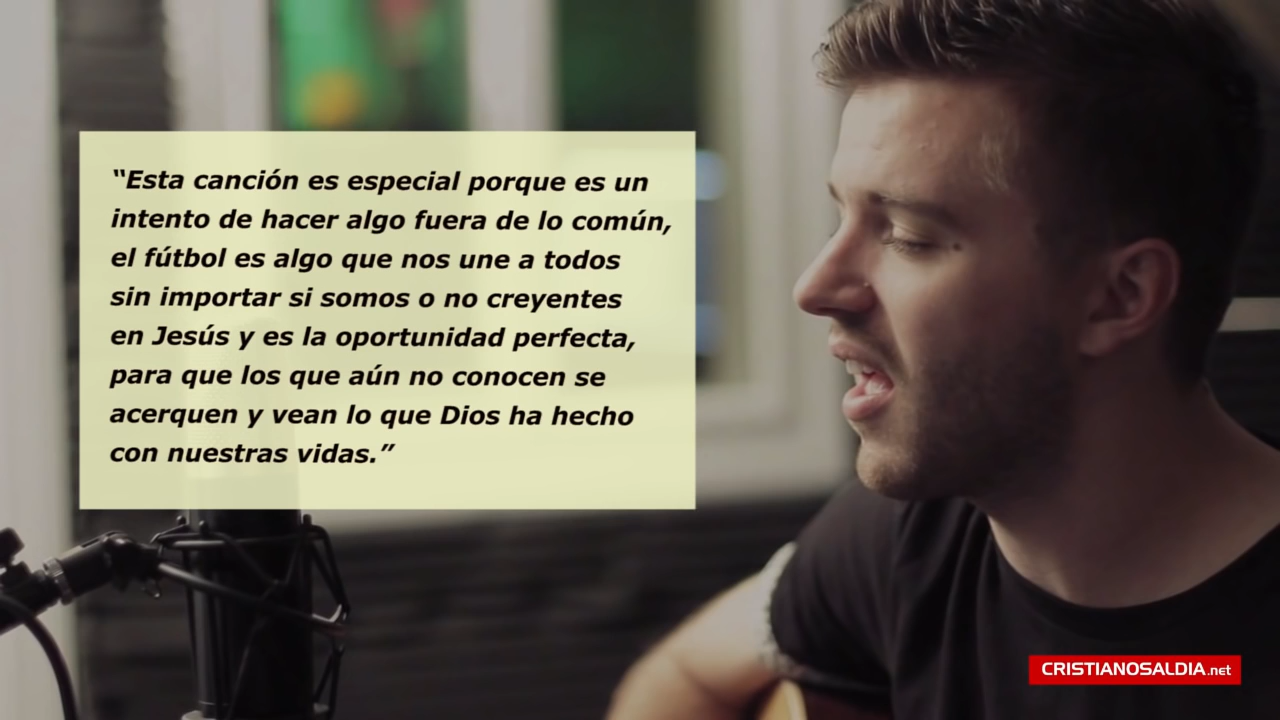 “Esta canción es especial porque es un
intento de hacer algo fuera de lo común,
el fútbol es algo que nos une a todos
sin importar si somos o no creyentes
en Jesús y es la oportunidad perfecta,
para que los que aún no conocen se
acerquen y vean lo que Dios ha hecho
con nuestras vidas.”
CRISTIANOSALDIA.net